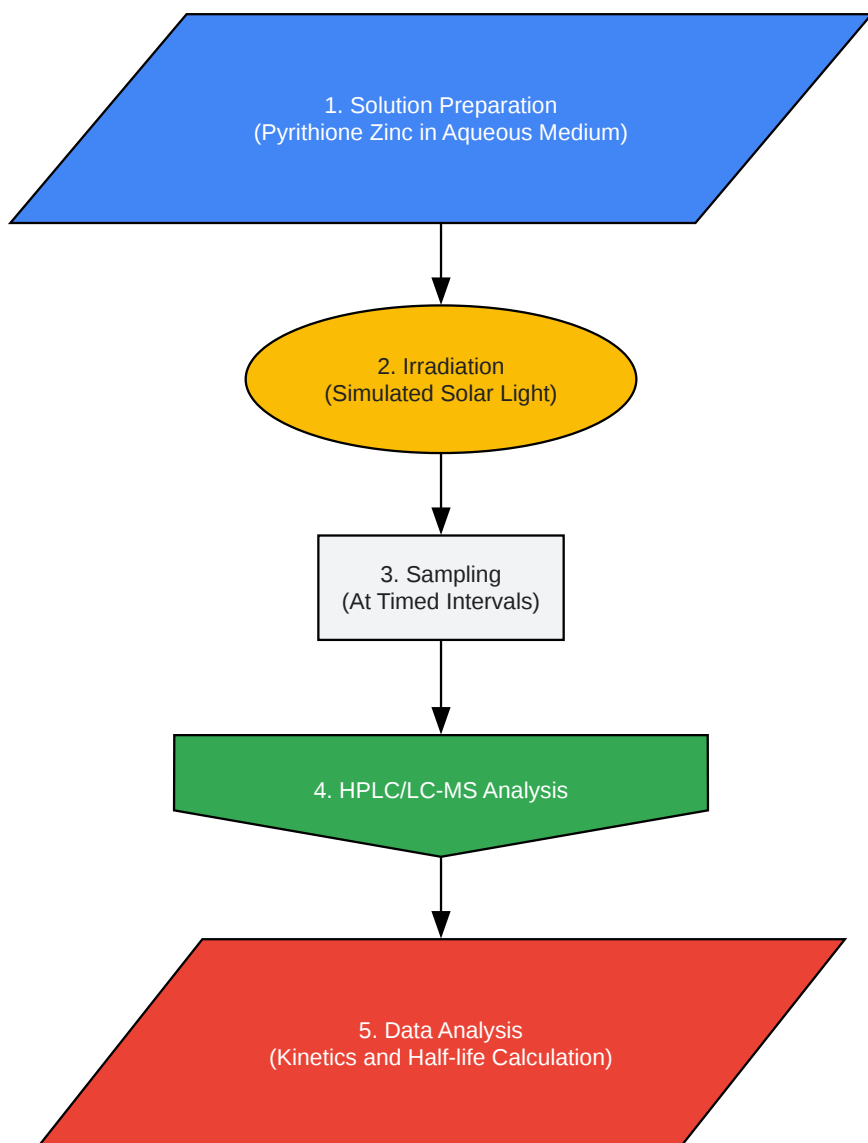 1. Solution Preparation
(Pyrithione Zinc in Aqueous Medium)
2. Irradiation
(Simulated Solar Light)
3. Sampling
(At Timed Intervals)
4. HPLC/LC-MS Analysis
5. Data Analysis
(Kinetics and Half-life Calculation)